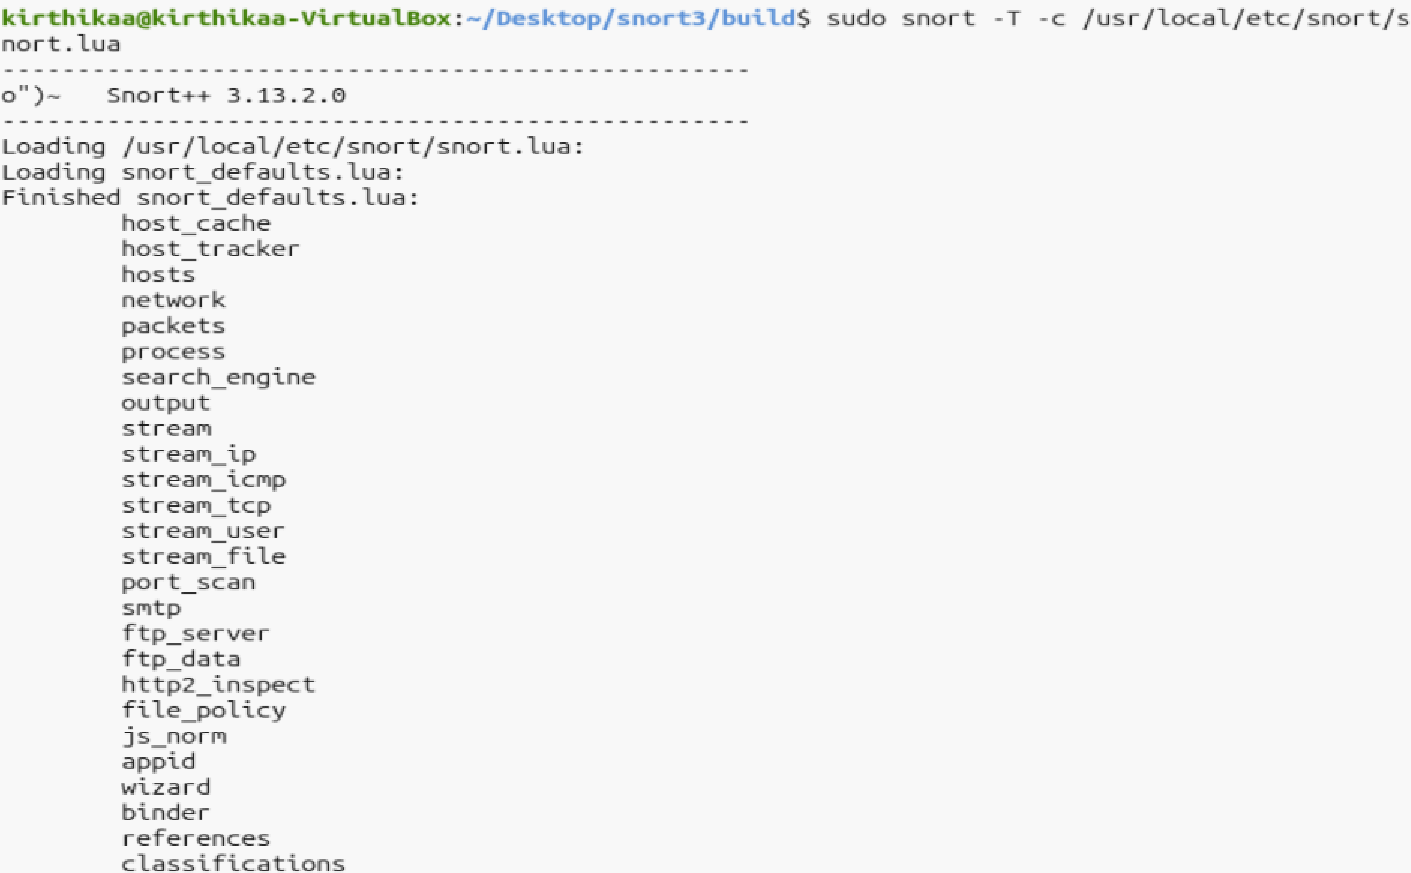 kirthikaa@kirthikaa-VirtualBox:~/Desktop/snort3/build$ sudo snort -T -c /usr/local/etc/snort/s
nort.lua
--------------------------------------------------
o")~   Snort++ 3.13.2.0
--------------------------------------------------
Loading /usr/local/etc/snort/snort.lua:
Loading snort_defaults.lua:
Finished snort_defaults.lua:
        host_cache
        host_tracker
        hosts
        network
        packets
        process
        search_engine
        output
        stream
        stream_ip
        stream_icmp
        stream_tcp
        stream_user
        stream_file
        port_scan
        smtp
        ftp_server
        ftp_data
        http2_inspect
        file_policy
        js_norm
        appid
        wizard
        binder
        references
        classifications